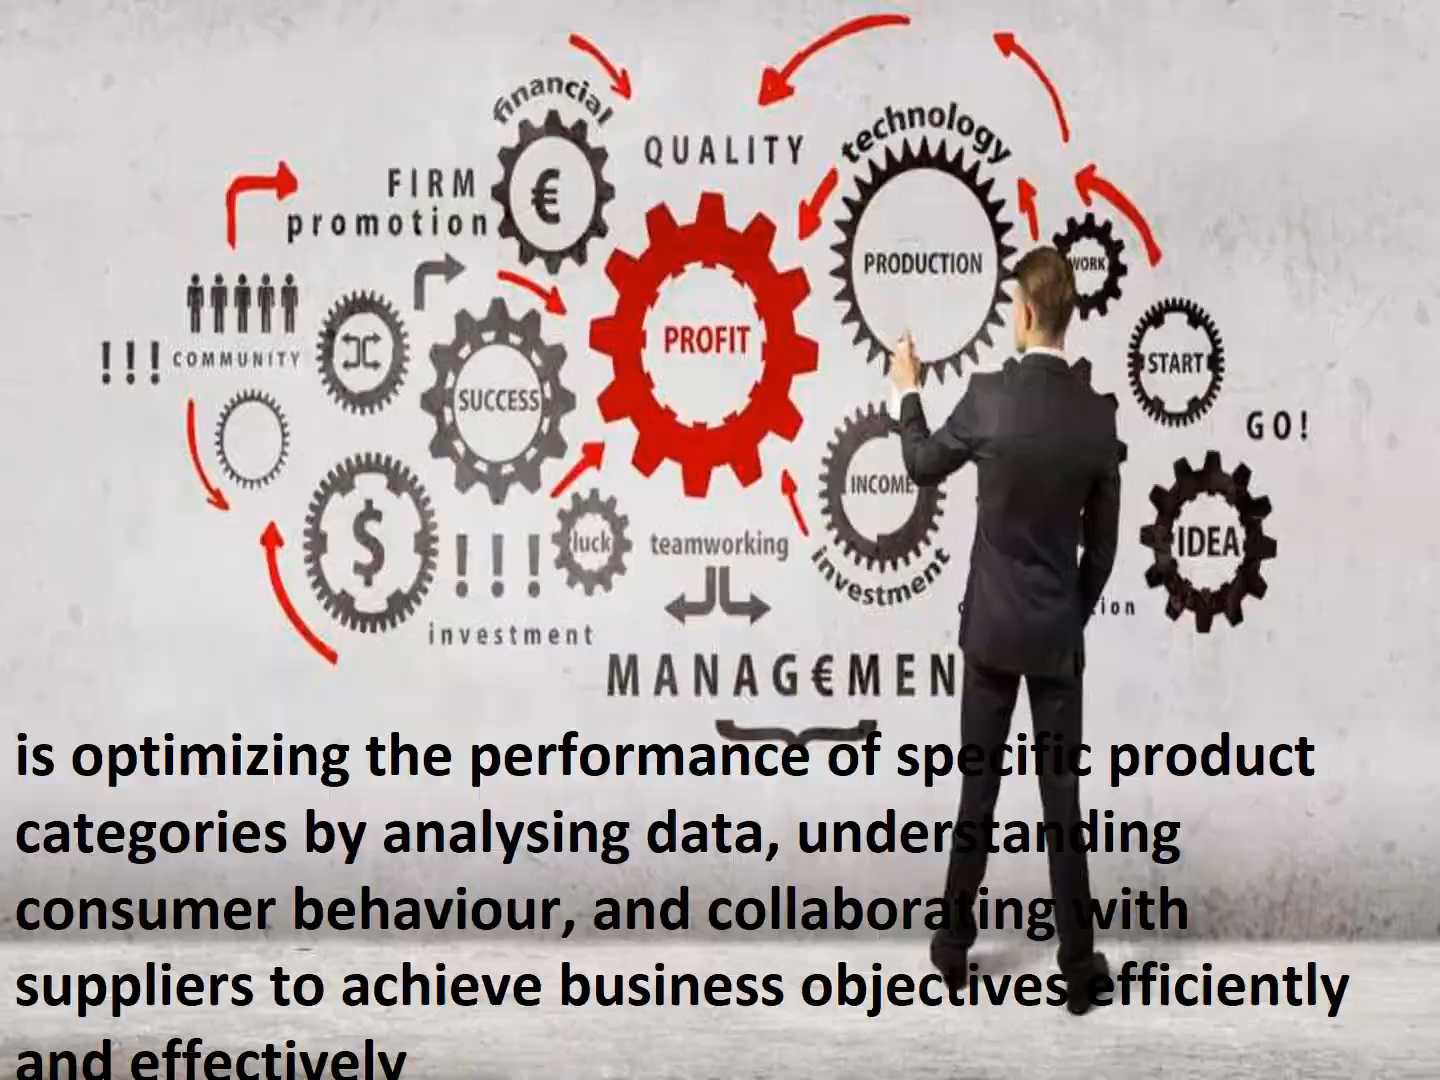 financial
€
QUALITY
technology
FIRM
promotion
PRODUCTION
WORK
PROFIT
!!! COMMUNITY
START
SUCCESS
GO!
INCOME
$
!!!
luck
teamworking
IDEA
investment
investment
ion
MANAG€MEN
is optimizing the performance of specific product
categories by analysing data, understanding
consumer behaviour, and collaborating with
suppliers to achieve business objectives efficiently
and effectively